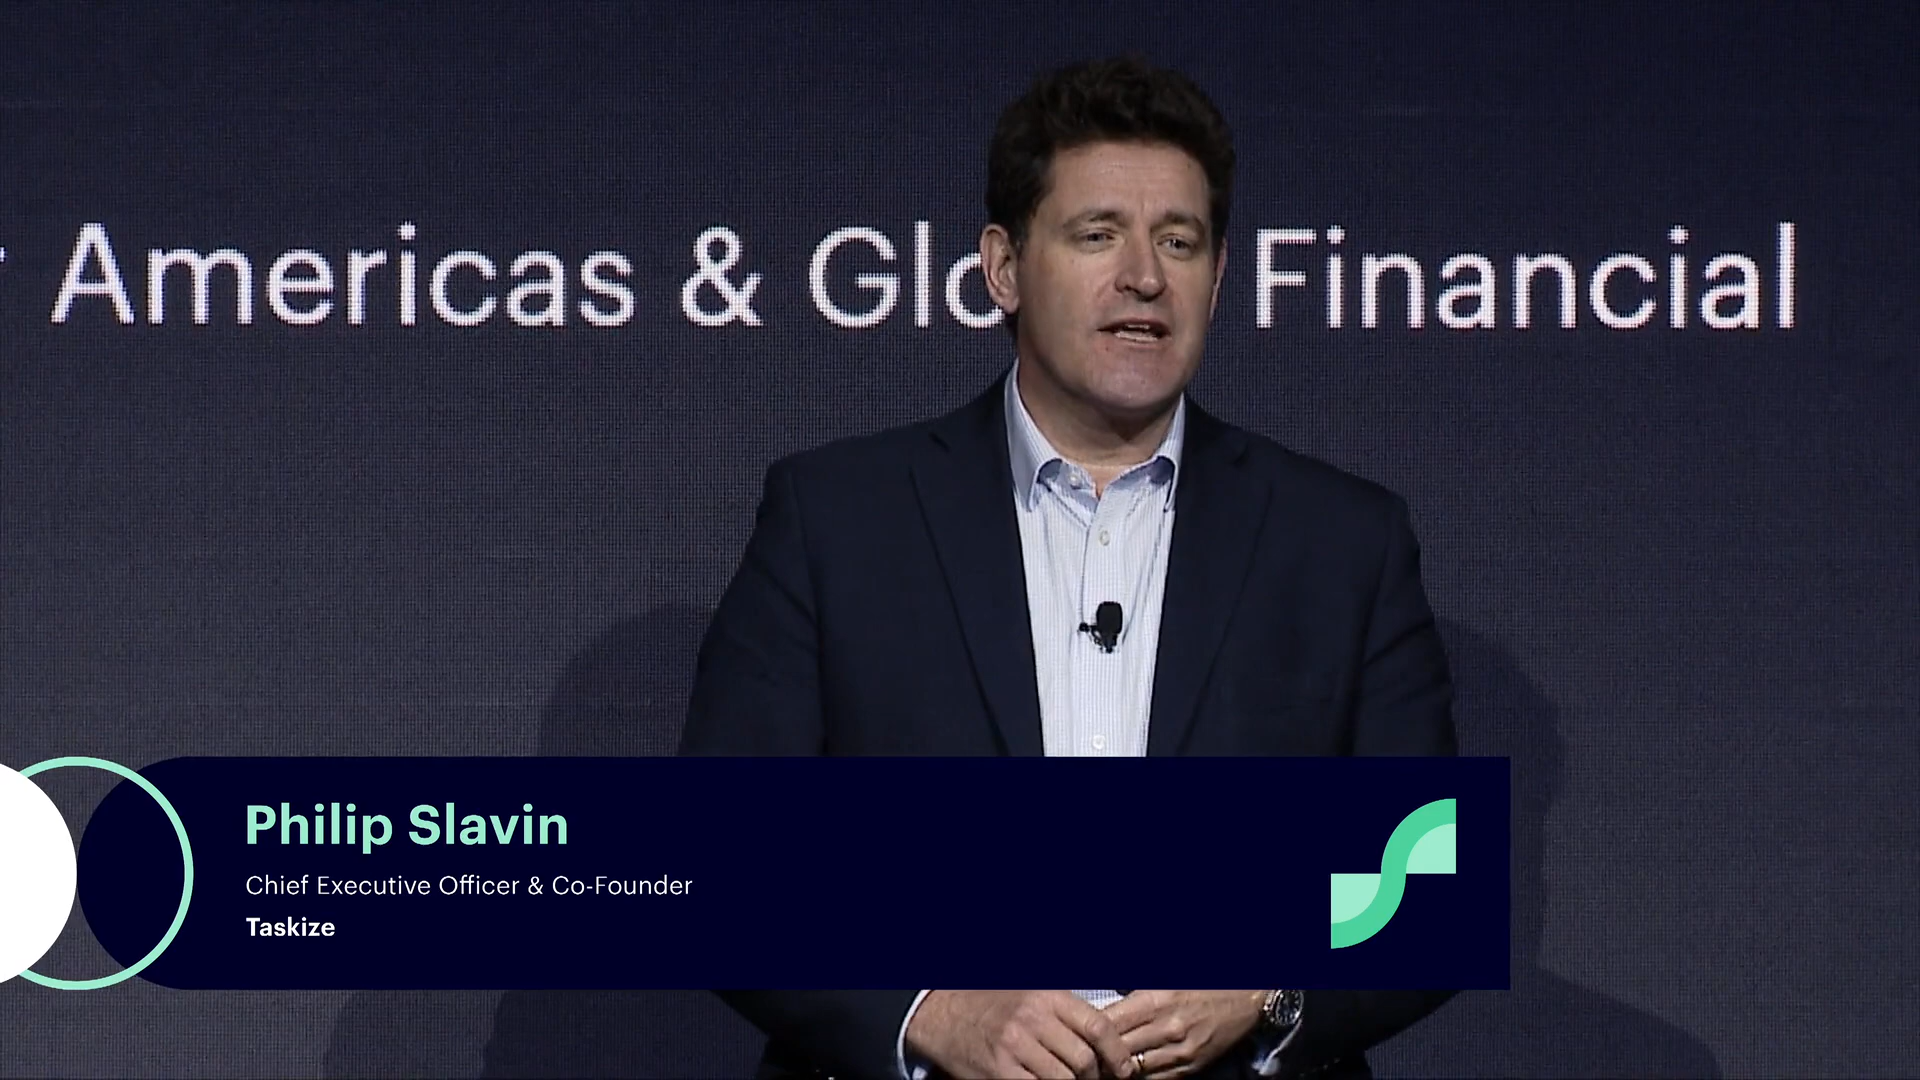 Americas & Glo Financial
Philip Slavin
Chief Executive Officer & Co-Founder
Taskize